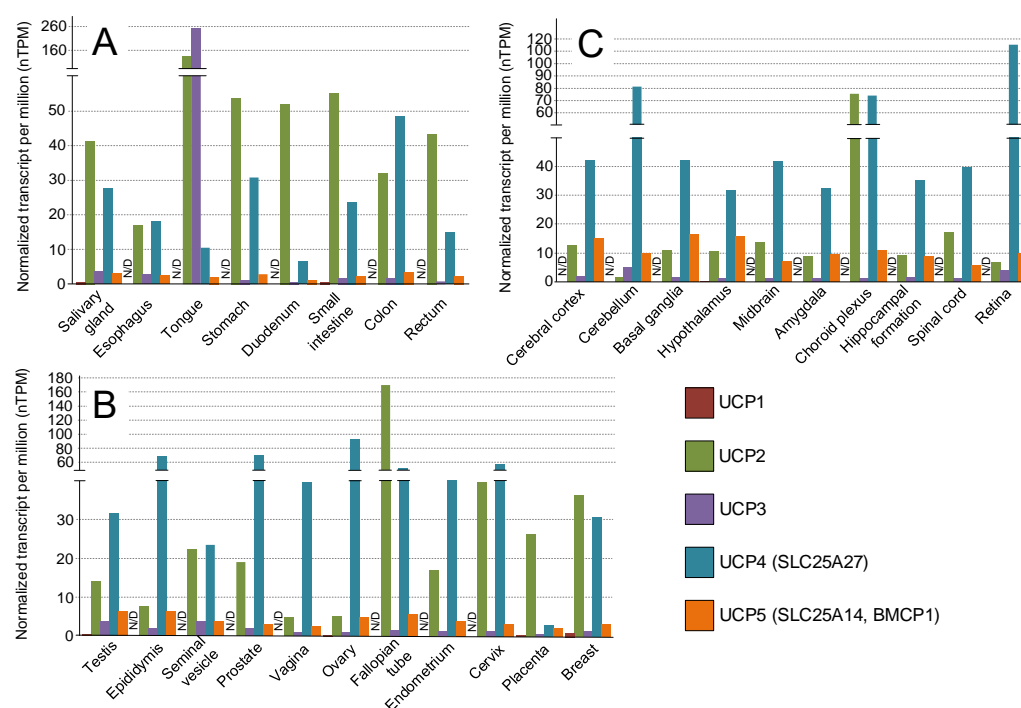 A
Normalized transcript per million (nTPM)
260
160
50
40
30
20
10
0
N/D
N/D
N/D
N/D
N/D
N/D
Salivary
gland
Esophagus
Tongue
Stomach
Duodenum
Small
intestine
Colon
Rectum
C
Normalized transcript per million (nTPM)
120
110
100
90
80
70
60
40
30
20
10
0
N/D
N/D
N/D
N/D
N/D
N/D
N/D
N/D
N/D
N/D
Cerebral cortex
Cerebellum
Basal ganglia
Hypothalamus
Midbrain
Amygdala
Choroid plexus
Hippocampal
formation
Spinal cord
Retina
B
Normalized transcript per million (nTPM)
180
160
140
120
100
80
60
30
20
10
0
N/D
N/D
N/D
N/D
N/D
N/D
N/D
Testis
Epididymis
Seminal
vesicle
Prostate
Vagina
Ovary
Fallopian
tube
Endometrium
Cervix
Placenta
Breast
UCP1
UCP2
UCP3
UCP4 (SLC25A27)
UCP5 (SLC25A14, BMCP1)